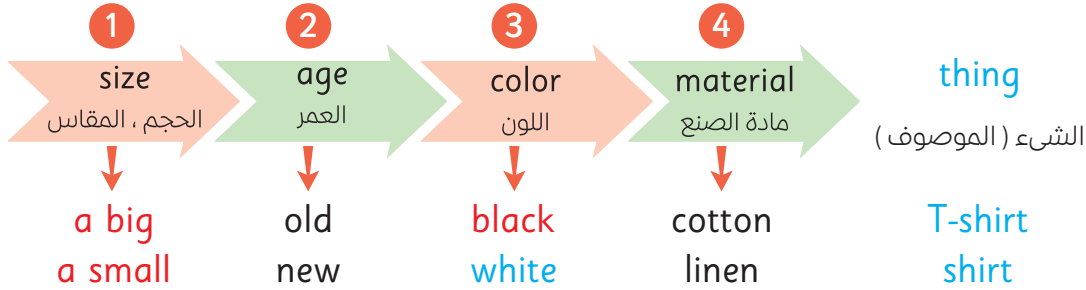 1 2 3 4
size age color material thing
الحجم ، المقاس العمر اللون مادة الصنع الشىء ( الموصوف )
a big old black cotton T-shirt
a small new white linen shirt